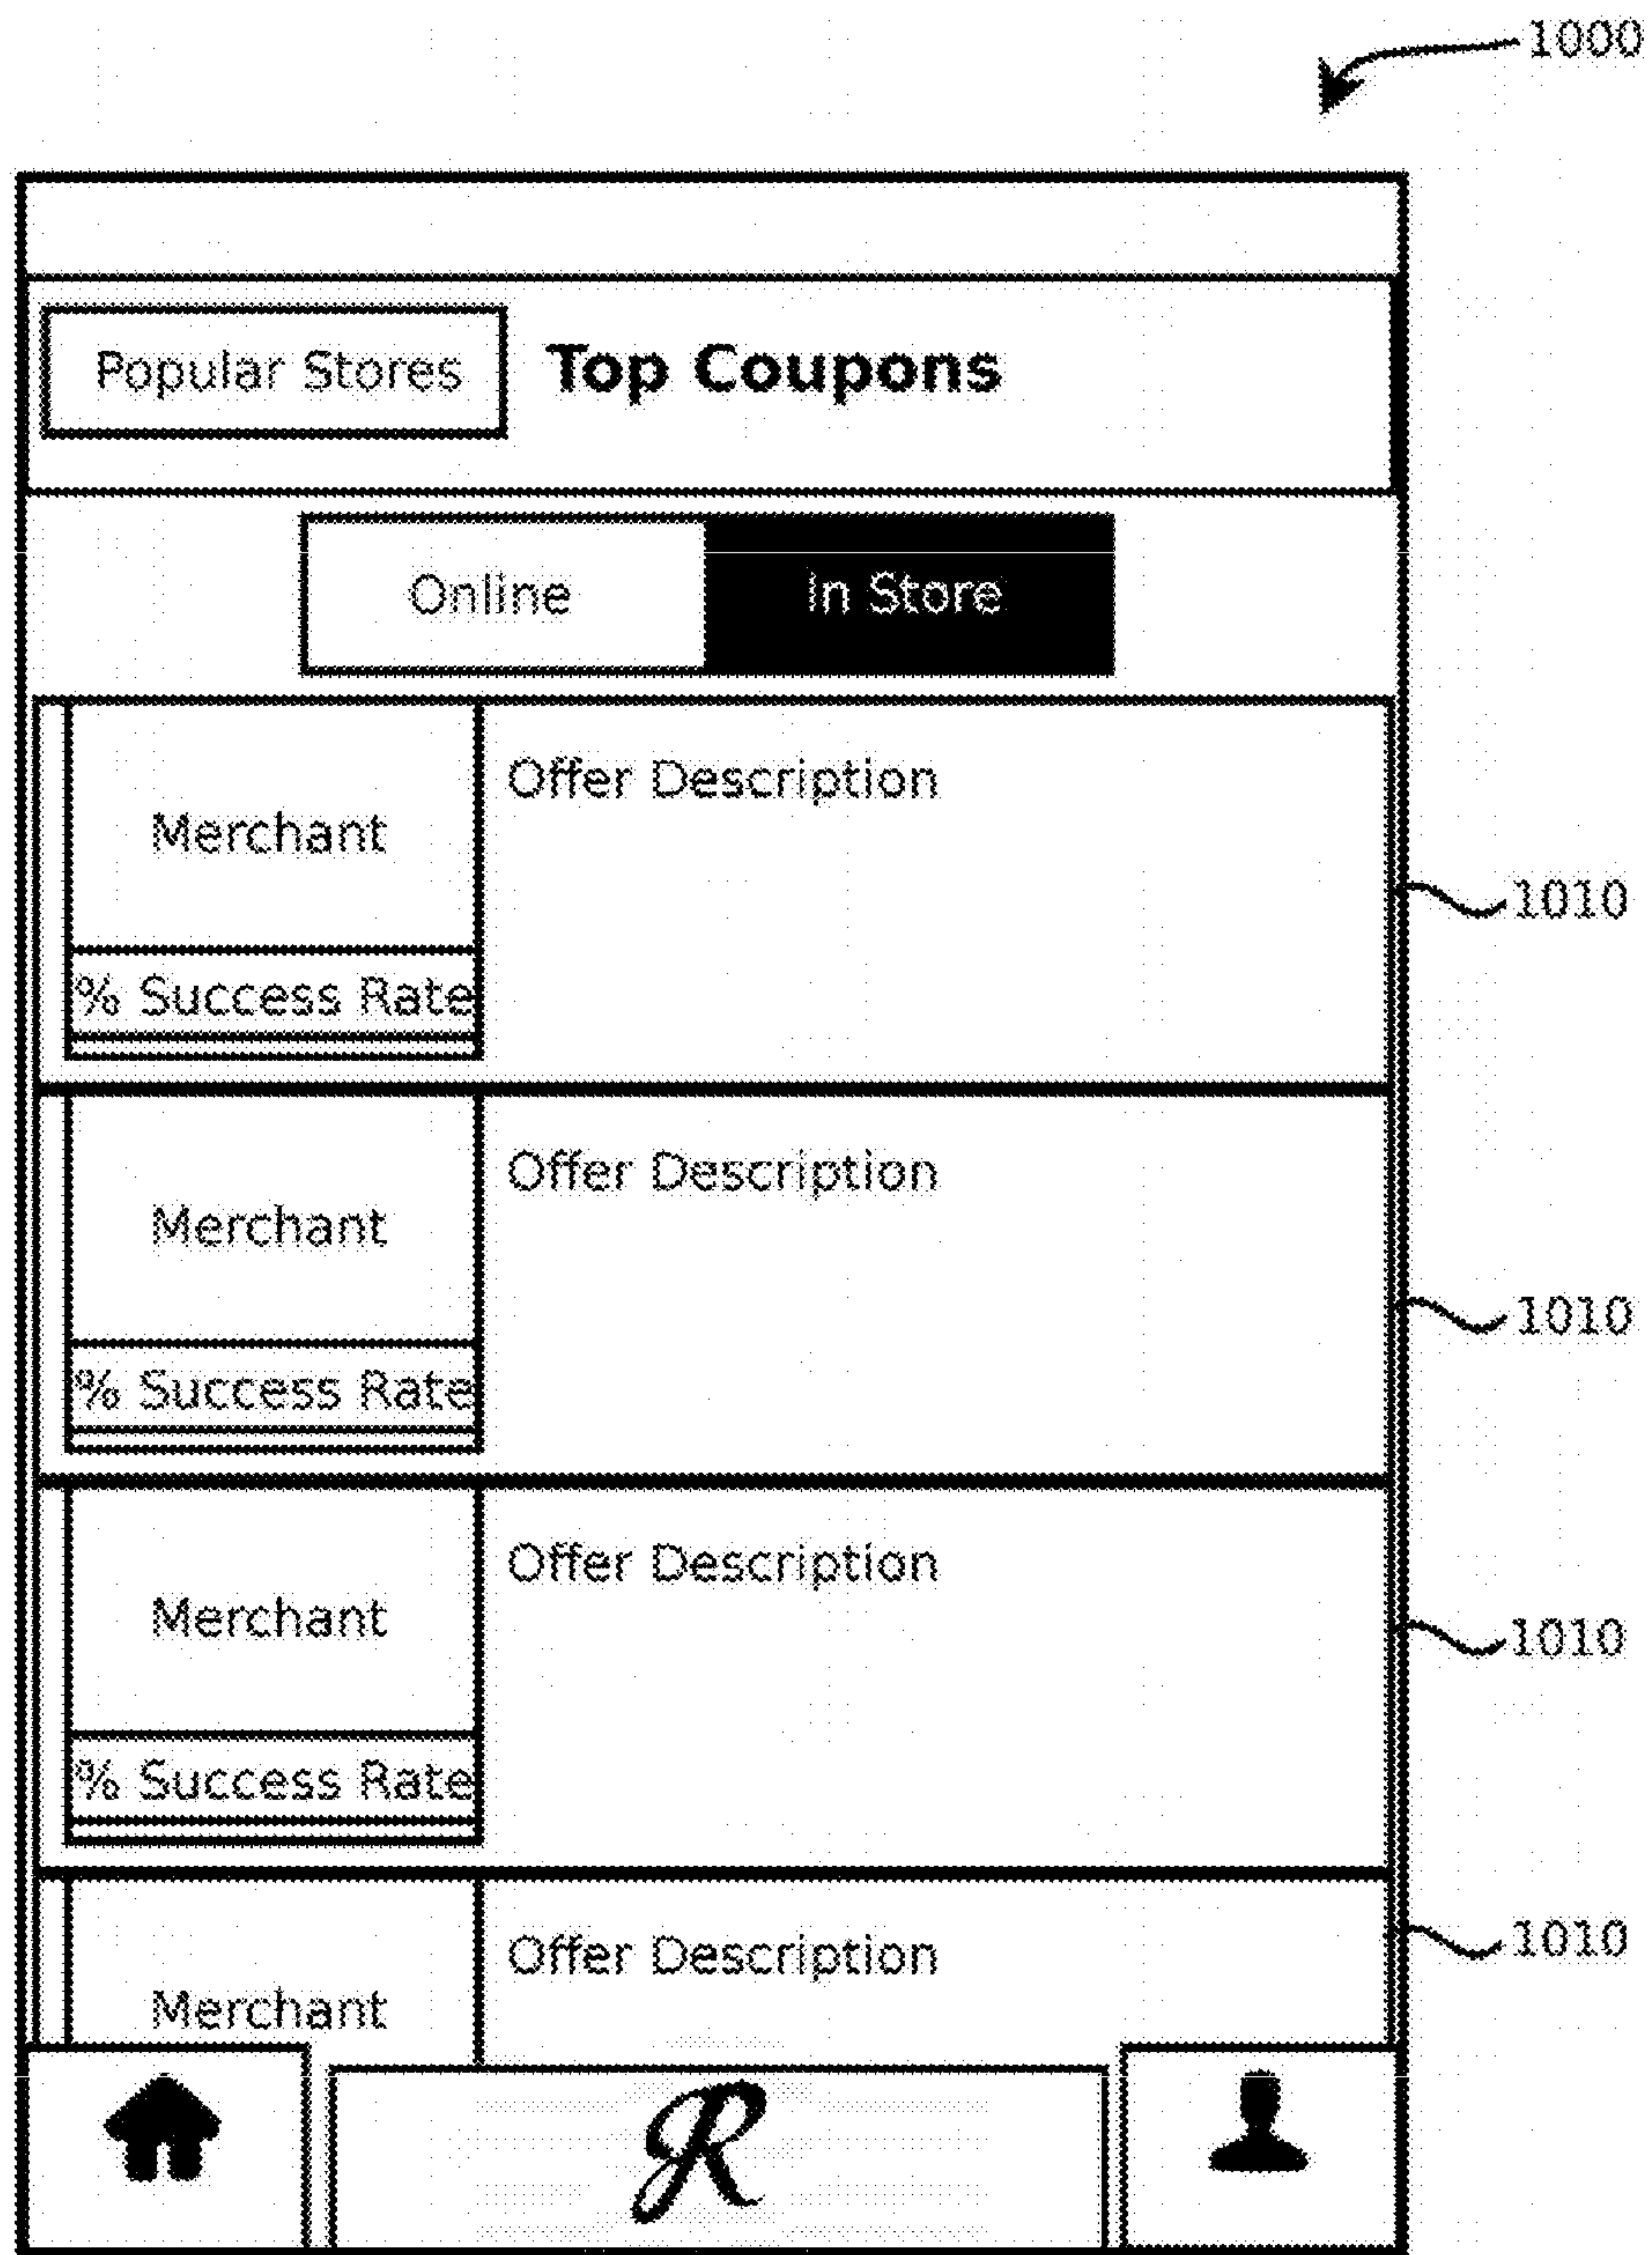 1000
Popular Stores Top Coupons
Online In Store
Offer Description
Merchant
1010
% Success Rate
Offer Description
Merchant
1010
% Success Rate
Offer Description
Merchant
1010
% Success Rate
Offer Description
1010
Merchant
R